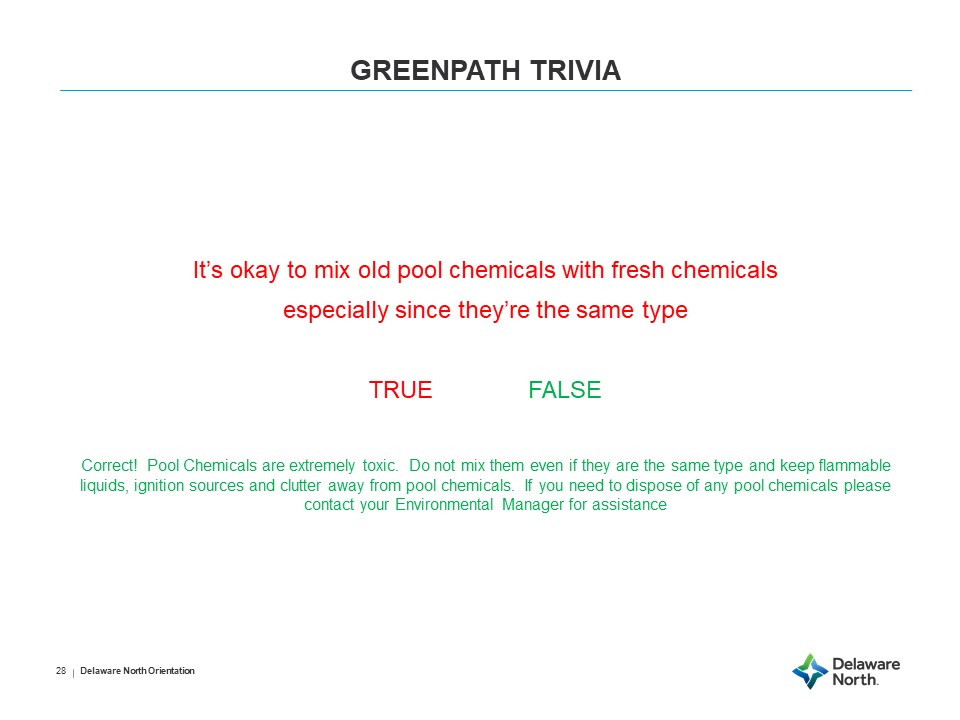 GREENPATH TRIVIA
It’s okay to mix old pool chemicals with fresh chemicals
especially since they’re the same type
TRUE FALSE
Correct! Pool Chemicals are extremely toxic. Do not mix them even if they are the same type and keep flammable
liquids, ignition sources and clutter away from pool chemicals. If you need to dispose of any pool chemicals please
contact your Environmental Manager for assistance
28 | Delaware North Orientation
Delaware
North.